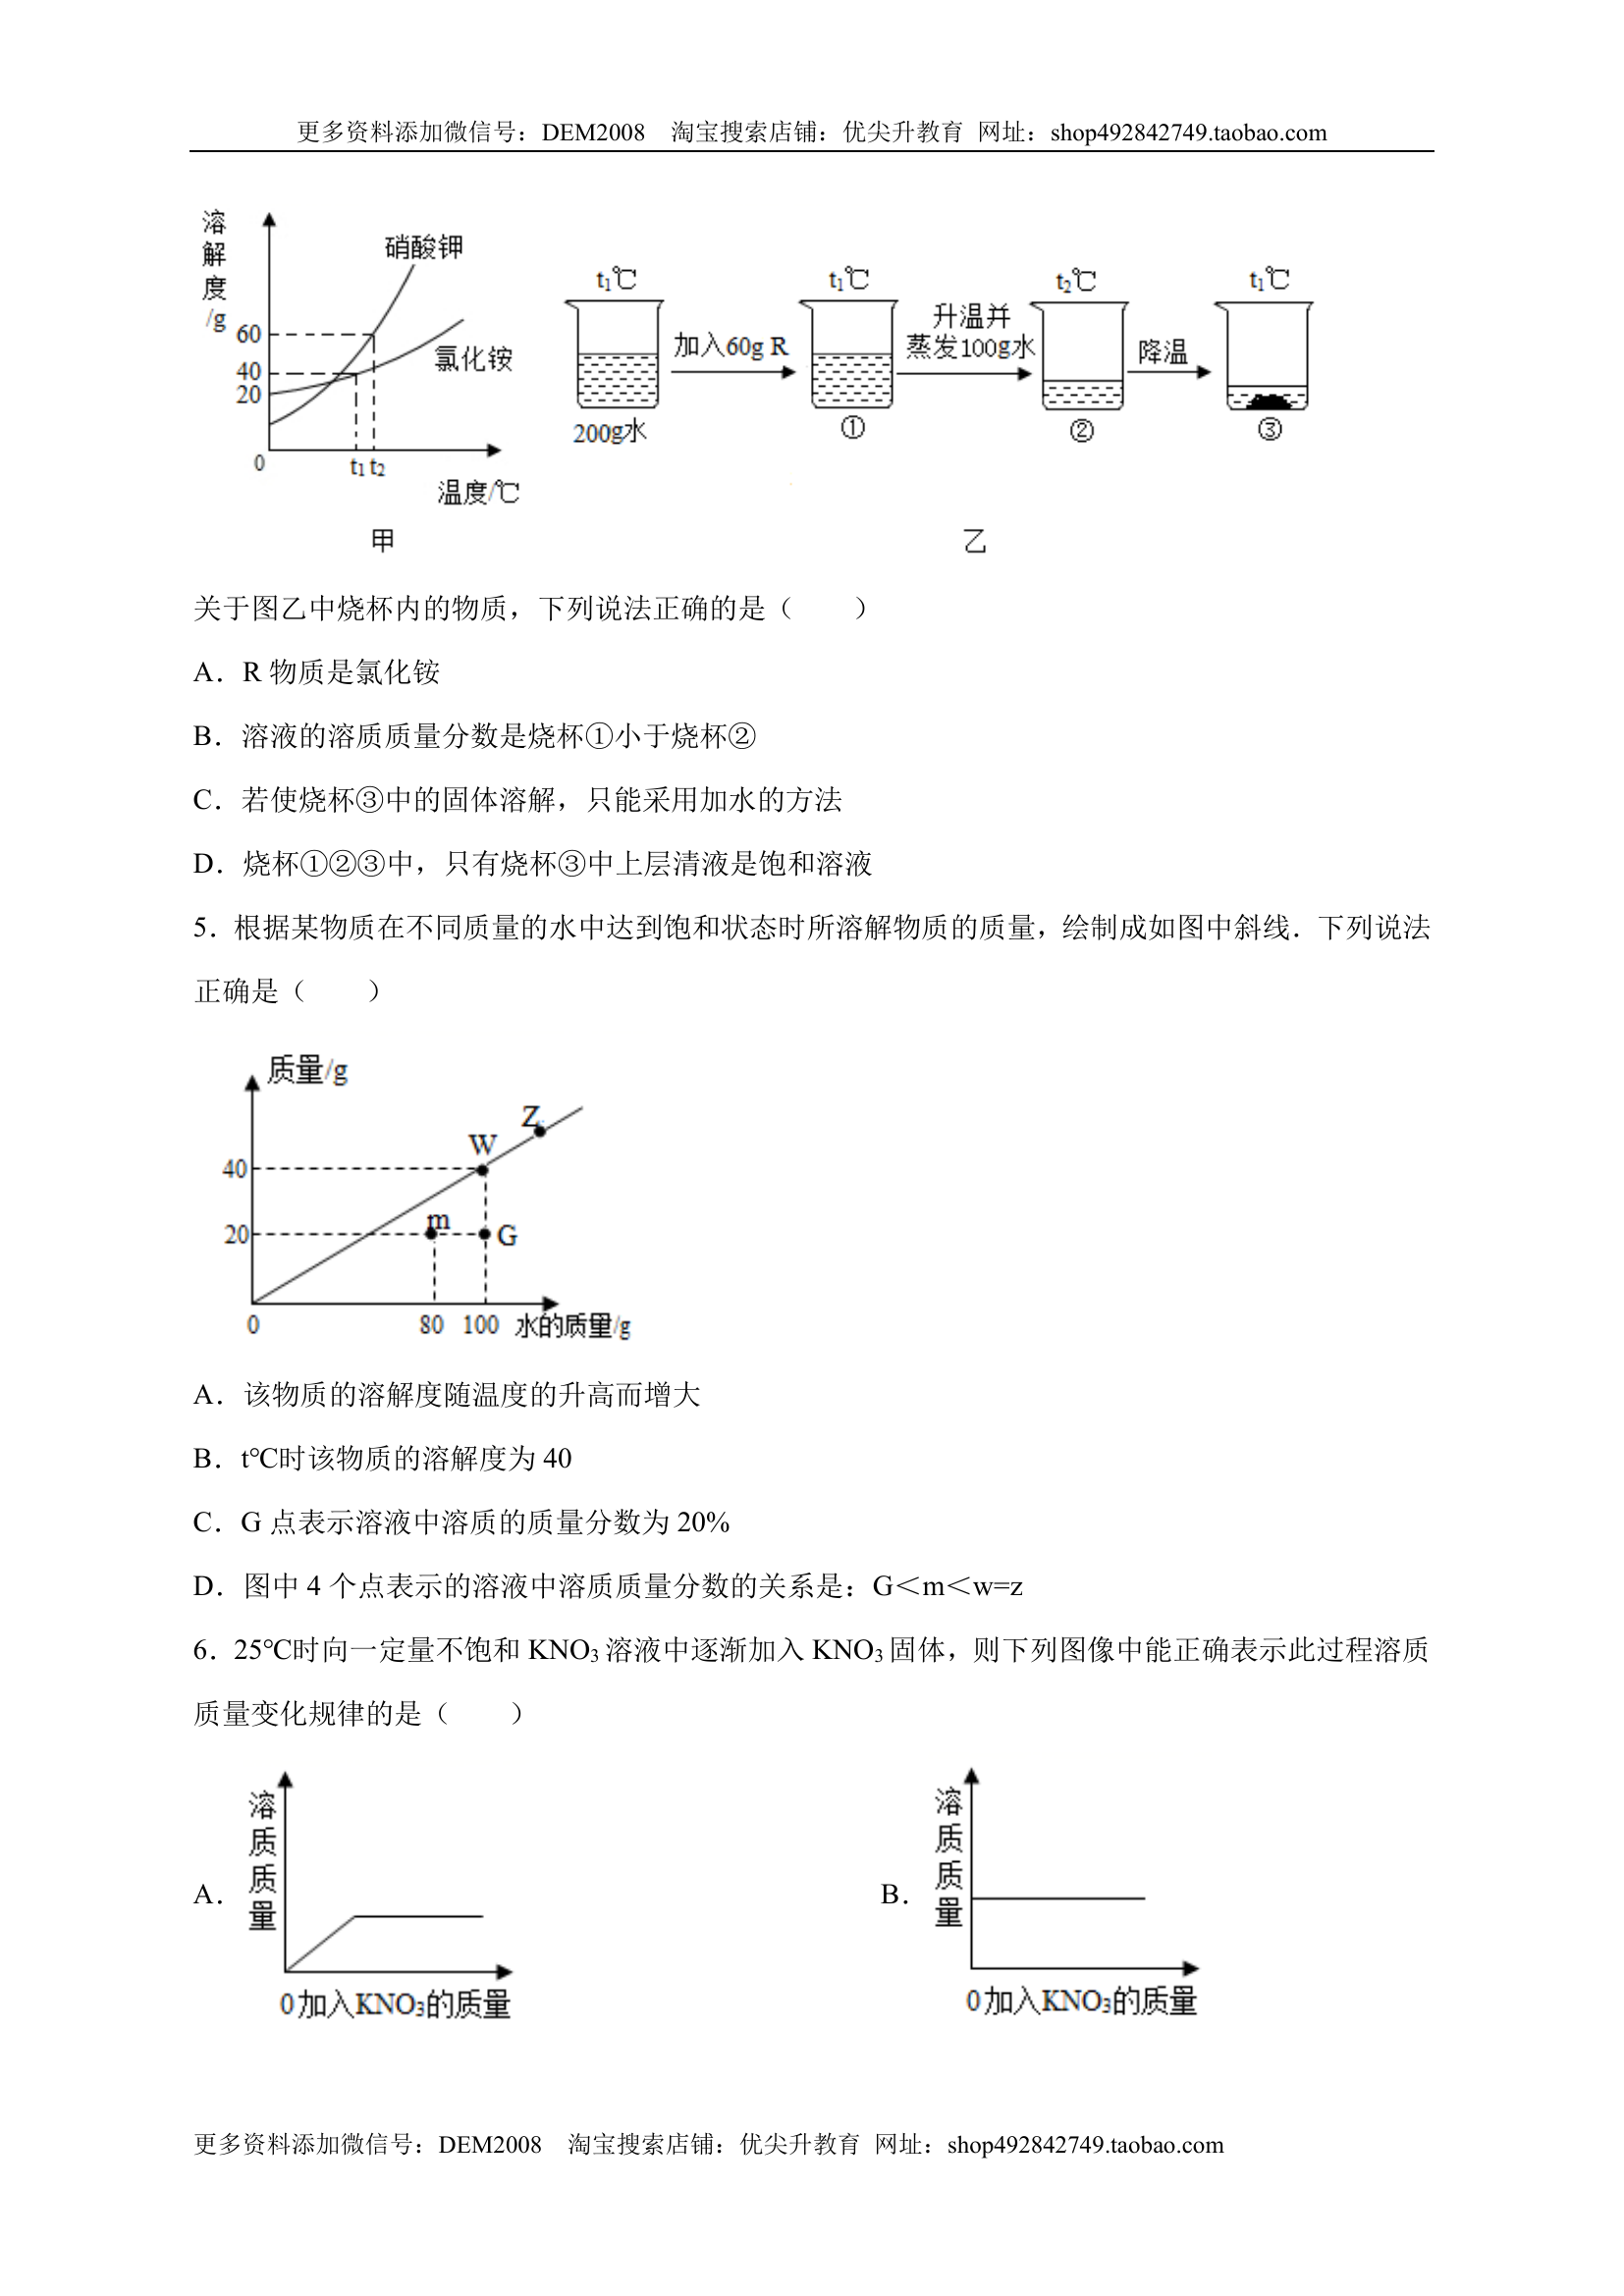 更多资料添加微信号：DEM2008 淘宝搜索店铺：优尖升教育 网址：shop492842749.taobao.com
溶解度/g
硝酸钾
氯化铵
60
40
20
0
t₁ t₂
温度/℃
甲
t₁℃
加入60g R
200g水
t₁℃
①
升温并
蒸发100g水
t₂℃
②
降温
t₁℃
③
乙
关于图乙中烧杯内的物质，下列说法正确的是（ ）
A．R 物质是氯化铵
B．溶液的溶质质量分数是烧杯①小于烧杯②
C．若使烧杯③中的固体溶解，只能采用加水的方法
D．烧杯①②③中，只有烧杯③中上层清液是饱和溶液
5．根据某物质在不同质量的水中达到饱和状态时所溶解物质的质量，绘制成如图中斜线．下列说法
正确是（ ）
质量/g
Z
W
40
m
20
G
0
80 100 水的质量/g
A．该物质的溶解度随温度的升高而增大
B．t℃时该物质的溶解度为 40
C．G 点表示溶液中溶质的质量分数为 20%
D．图中 4 个点表示的溶液中溶质质量分数的关系是：G＜m＜w=z
6．25℃时向一定量不饱和 KNO₃ 溶液中逐渐加入 KNO₃ 固体，则下列图像中能正确表示此过程溶质
质量变化规律的是（ ）
A．
溶质质量
0加入KNO₃的质量
B．
溶质质量
0加入KNO₃的质量
更多资料添加微信号：DEM2008 淘宝搜索店铺：优尖升教育 网址：shop492842749.taobao.com